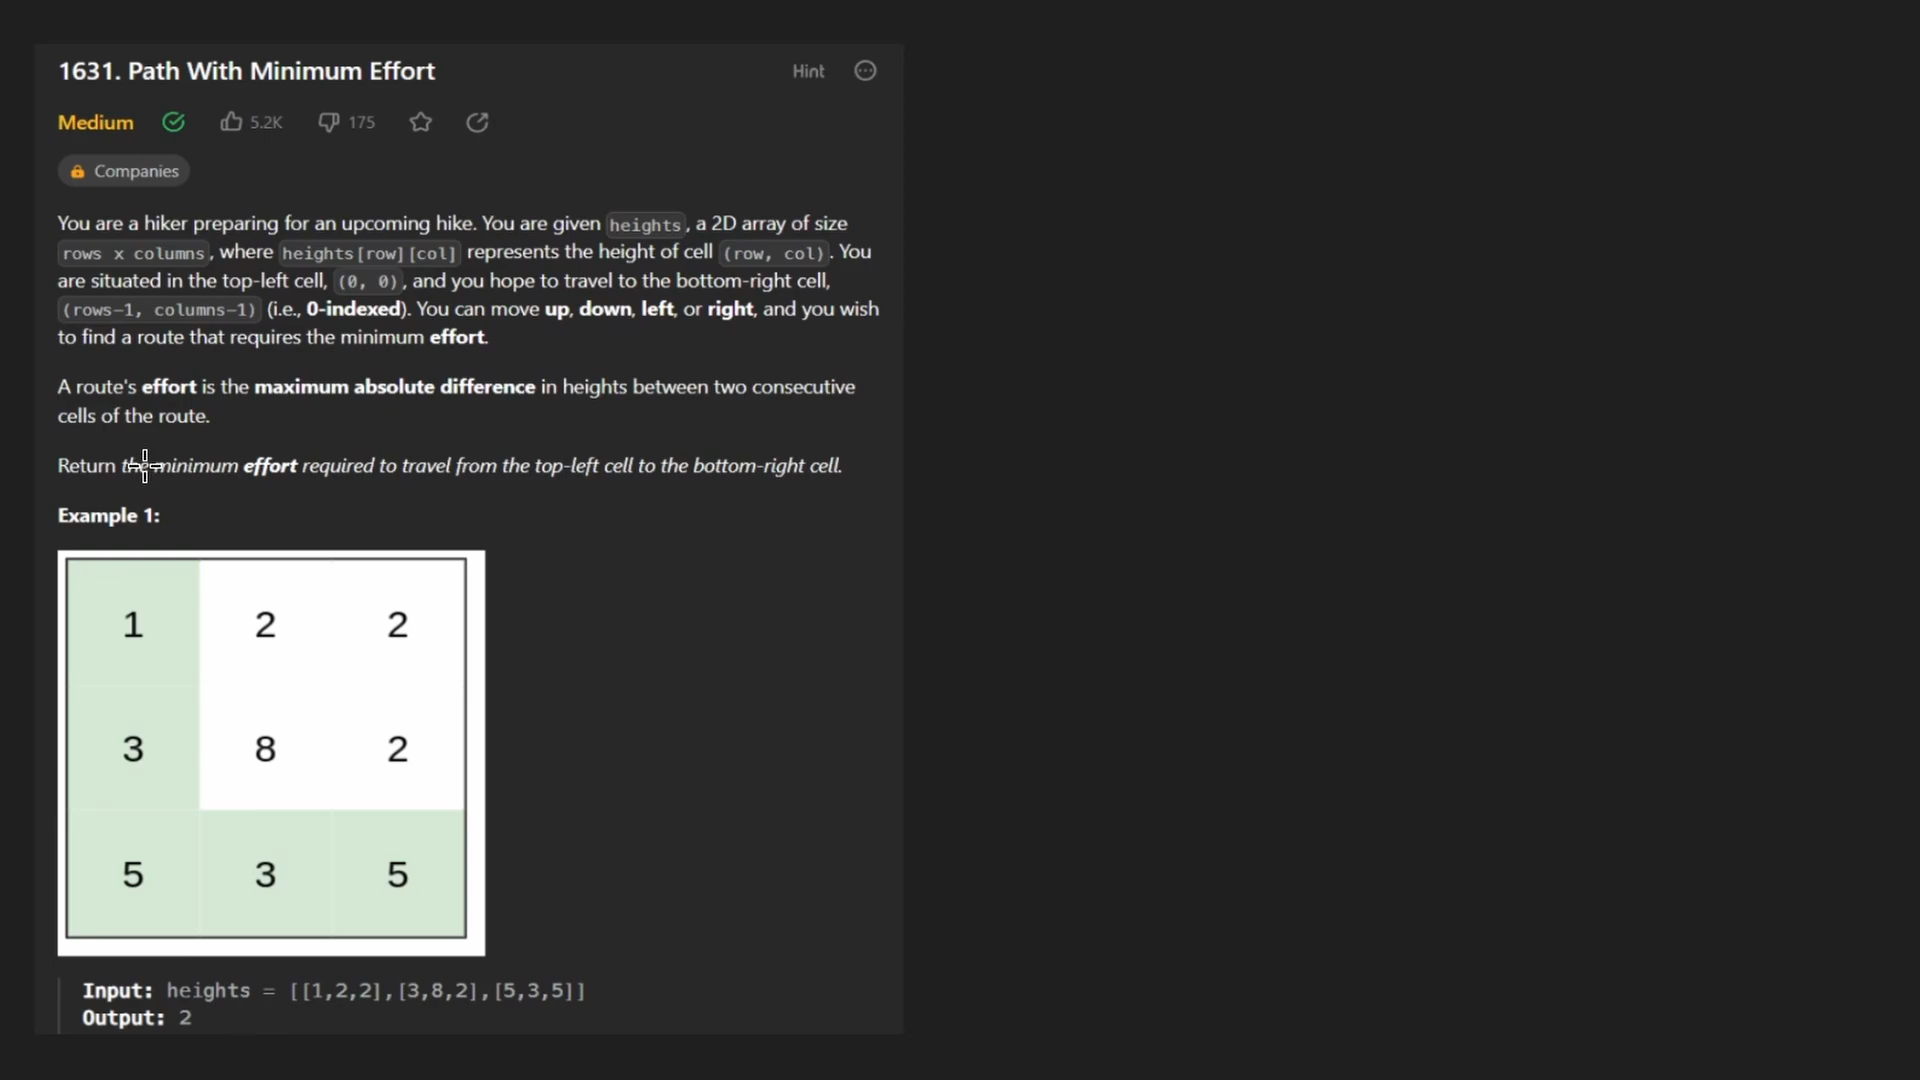 1631. Path With Minimum Effort
Hint
Medium
5.2K
175
Companies
You are a hiker preparing for an upcoming hike. You are given heights, a 2D array of size
rows x columns, where heights[row][col] represents the height of cell (row, col). You
are situated in the top-left cell, (0, 0), and you hope to travel to the bottom-right cell,
(rows-1, columns-1) (i.e., 0-indexed). You can move up, down, left, or right, and you wish
to find a route that requires the minimum effort.
A route's effort is the maximum absolute difference in heights between two consecutive
cells of the route.
Return the minimum effort required to travel from the top-left cell to the bottom-right cell.
Example 1:
1 2 2
3 8 2
5 3 5
Input: heights = [[1,2,2],[3,8,2],[5,3,5]]
Output: 2